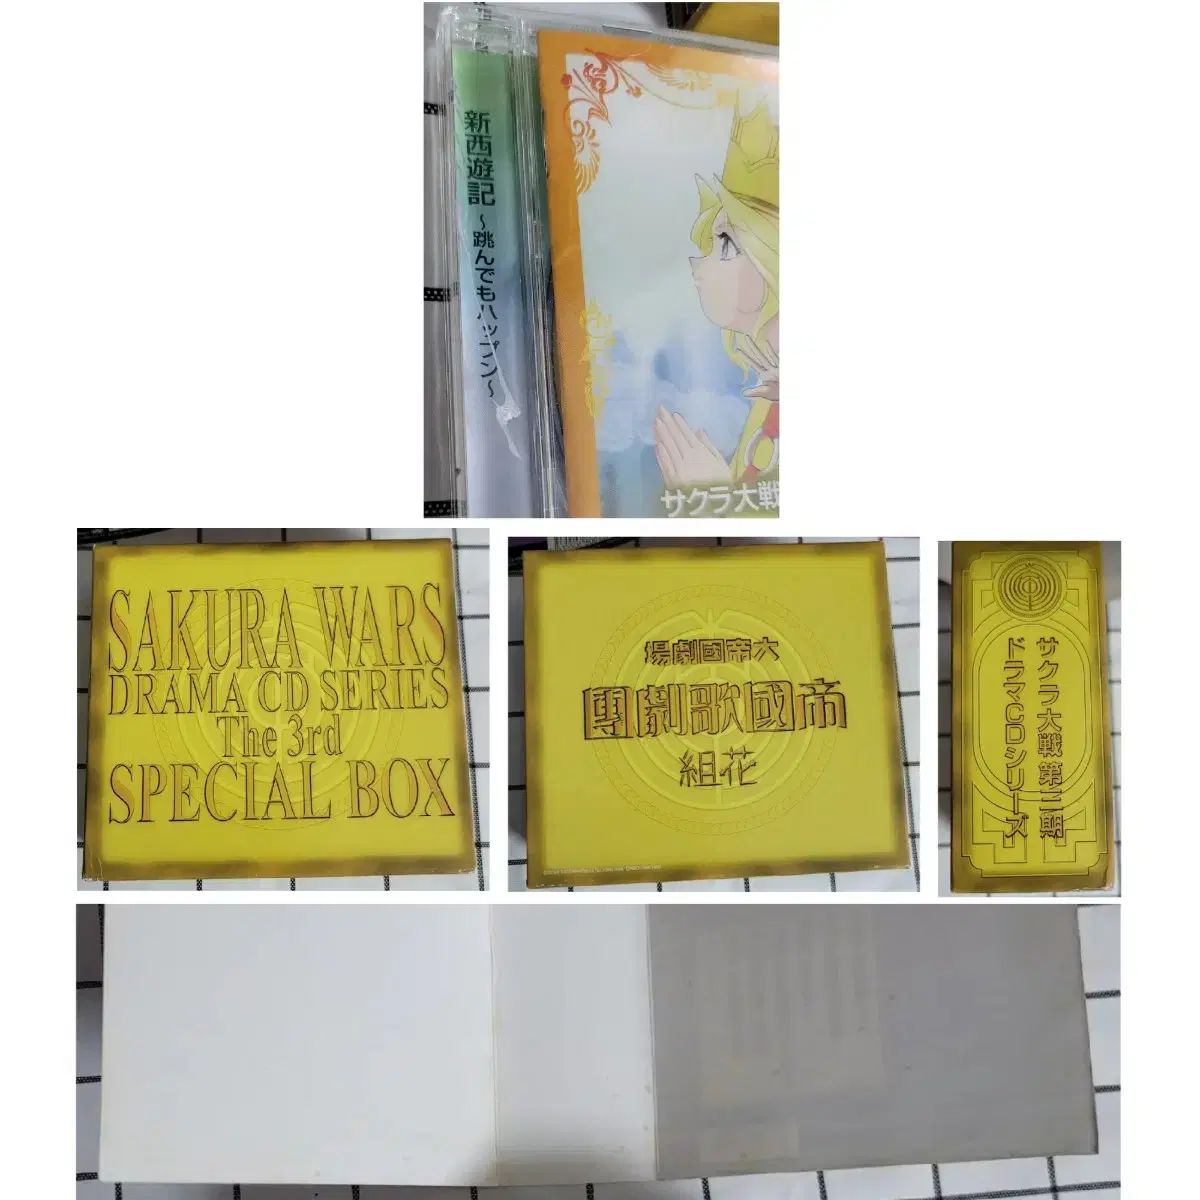 新西遊記
～跳んでもハップン～
サクラ大戦
SAKURA WARS
DRAMA CD SERIES
The 3rd
SPECIAL BOX
場劇國帝大
團劇歌國帝
組花
サクラ大戦 第三期
ドラマCDシリーズ